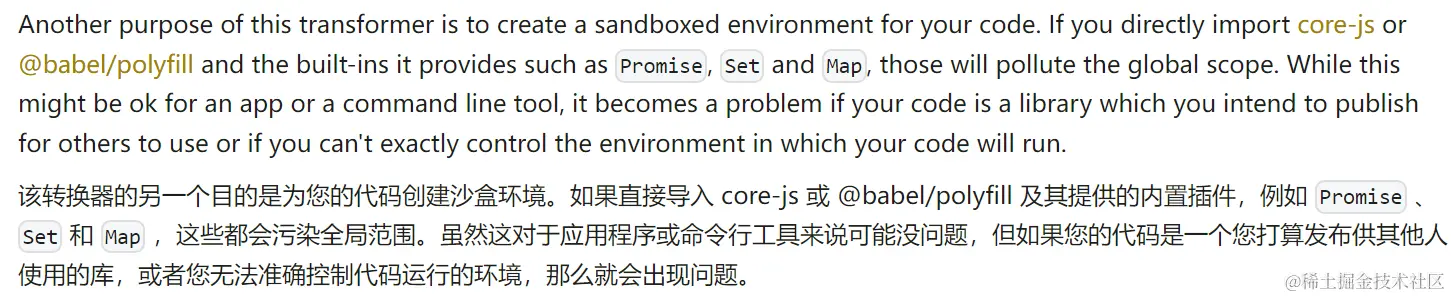 Another purpose of this transformer is to create a sandboxed environment for your code. If you directly import core-js or
@babel/polyfill and the built-ins it provides such as Promise, Set and Map, those will pollute the global scope. While this
might be ok for an app or a command line tool, it becomes a problem if your code is a library which you intend to publish
for others to use or if you can't exactly control the environment in which your code will run.
该转换器的另一个目的是为您的代码创建沙盒环境。如果直接导入 core-js 或 @babel/polyfill 及其提供的内置插件，例如 Promise 、
Set 和 Map ，这些都会污染全局范围。虽然这对于应用程序或命令行工具来说可能没问题，但如果您的代码是一个您打算发布供其他人
使用的库，或者您无法准确控制代码运行的环境，那么就会出现问题。
@稀土掘金技术社区